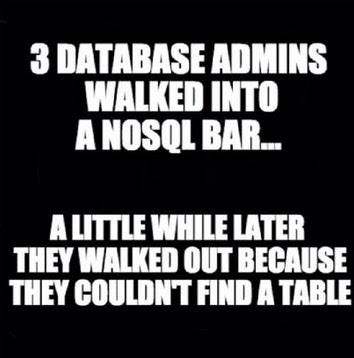 3 DATABASE ADMINS
WALKED INTO
A NOSQL BAR...
A LITTLE WHILE LATER
THEY WALKED OUT BECAUSE
THEY COULDN'T FIND A TABLE